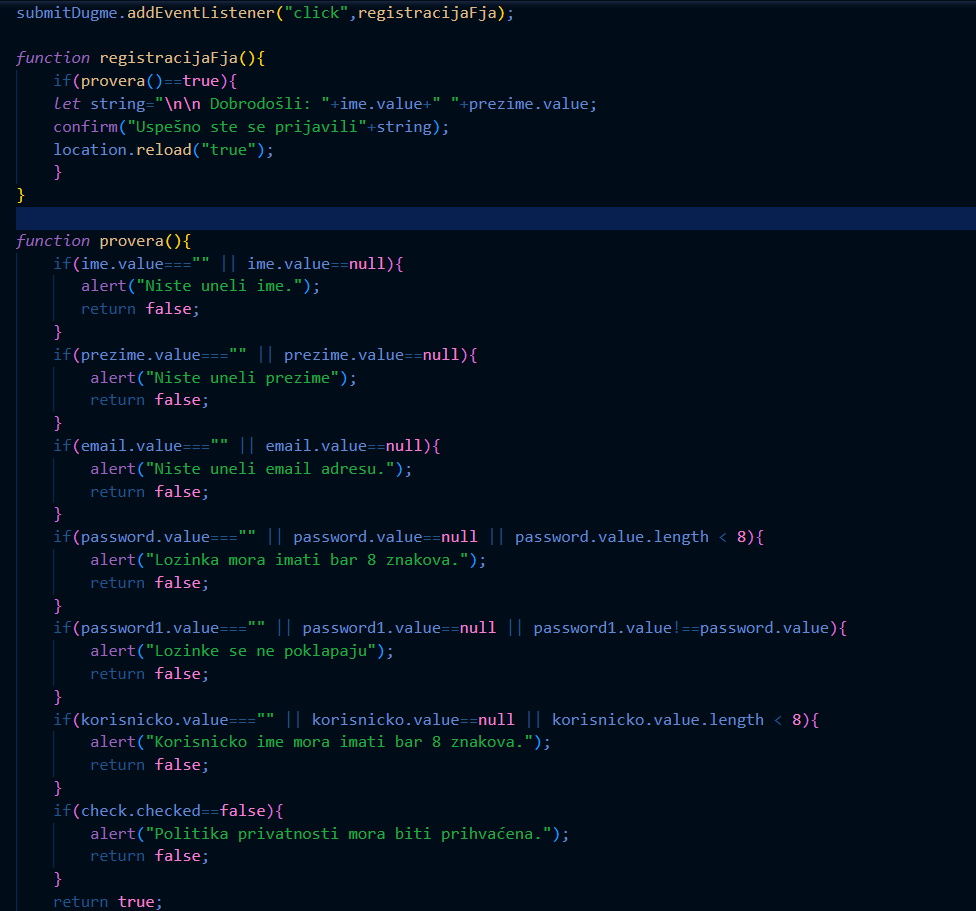 submitDugme.addEventListener("click",registracijaFja);
function registracijaFja(){
if(provera()==true){
let string="\n\n Dobrodošli: "+ime.value+" "+prezime.value;
confirm("Uspešno ste se prijavili"+string);
location.reload("true");
}
}
function provera(){
if(ime.value==="" || ime.value==null){
alert("Niste uneli ime.");
return false;
}
if(prezime.value==="" || prezime.value==null){
alert("Niste uneli prezime");
return false;
}
if(email.value==="" || email.value==null){
alert("Niste uneli email adresu.");
return false;
}
if(password.value==="" || password.value==null || password.value.length < 8){
alert("Lozinka mora imati bar 8 znakova.");
return false;
}
if(password1.value==="" || password1.value==null || password1.value!==password.value){
alert("Lozinke se ne poklapaju");
return false;
}
if(korisnicko.value==="" || korisnicko.value==null || korisnicko.value.length < 8){
alert("Korisnicko ime mora imati bar 8 znakova.");
return false;
}
if(check.checked==false){
alert("Politika privatnosti mora biti prihvaćena.");
return false;
}
return true;